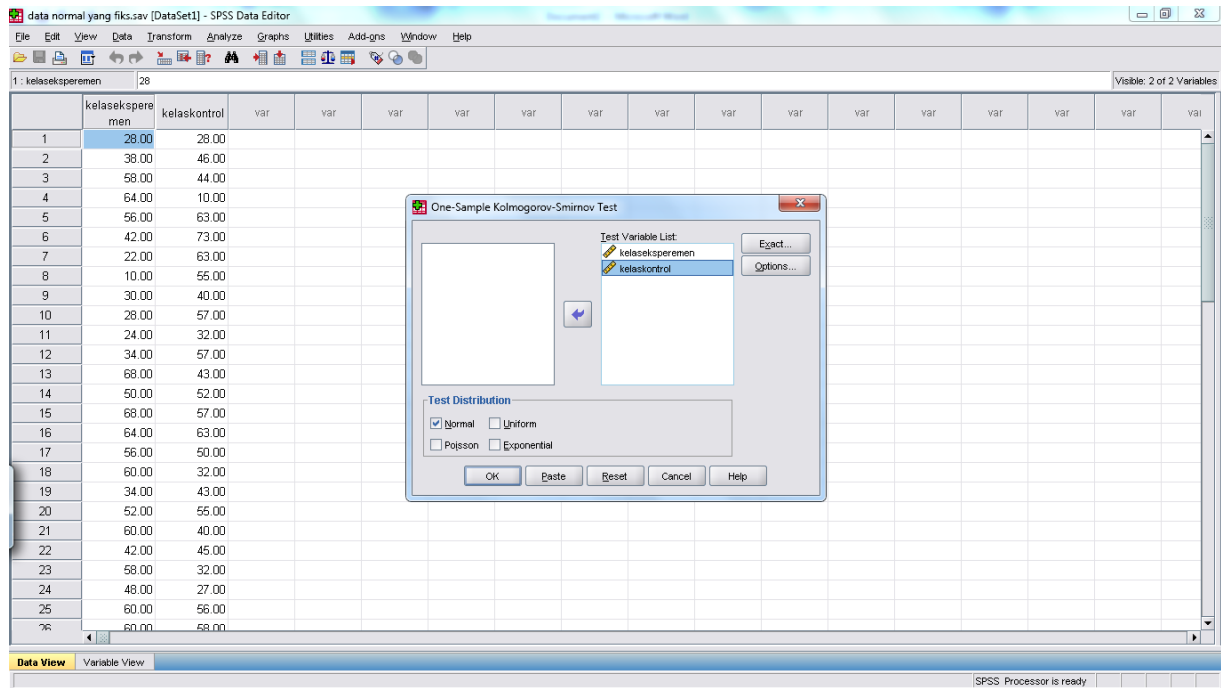 data normal yang fiks.sav [DataSet1] - SPSS Data Editor
File Edit View Data Transform Analyze Graphs Utilities Add-ons Window Help
1 : kelaseksperemen 28 Visible: 2 of 2 Variables
kelasekspere
men kelaskontrol var var var var var var var var var var var var var var
1 28.00 28.00
2 38.00 46.00
3 58.00 44.00
4 64.00 10.00
5 56.00 63.00
6 42.00 73.00
7 22.00 63.00
8 10.00 55.00
9 30.00 40.00
10 28.00 57.00
11 24.00 32.00
12 34.00 57.00
13 68.00 43.00
14 50.00 52.00
15 68.00 57.00
16 64.00 63.00
17 56.00 50.00
18 60.00 32.00
19 34.00 43.00
20 52.00 55.00
21 60.00 40.00
22 42.00 45.00
23 58.00 32.00
24 48.00 27.00
25 60.00 56.00
26 60.00 58.00
One-Sample Kolmogorov-Smirnov Test
Test Variable List:
kelaseksperemen
kelaskontrol
Exact...
Options...
Test Distribution
Normal Uniform
Poisson Exponential
OK Paste Reset Cancel Help
Data View Variable View
SPSS Processor is ready